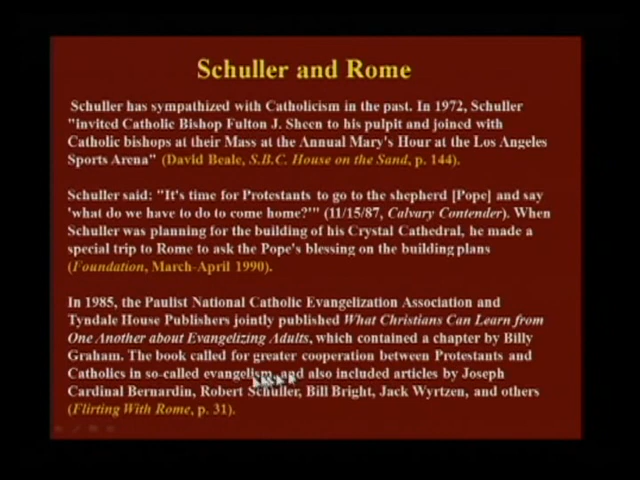 Schuller and Rome
Schuller has sympathized with Catholicism in the past. In 1972, Schuller
"invited Catholic Bishop Fulton J. Sheen to his pulpit and joined with
Catholic bishops at their Mass at the Annual Mary's Hour at the Los Angeles
Sports Arena" (David Beale, S.B.C. House on the Sand, p. 144).
Schuller said: "It's time for Protestants to go to the shepherd [Pope] and say
'what do we have to do to come home?'" (11/15/87, Calvary Contender). When
Schuller was planning for the building of his Crystal Cathedral, he made a
special trip to Rome to ask the Pope's blessing on the building plans
(Foundation, March-April 1990).
In 1985, the Paulist National Catholic Evangelization Association and
Tyndale House Publishers jointly published What Christians Can Learn from
One Another about Evangelizing Adults, which contained a chapter by Billy
Graham. The book called for greater cooperation between Protestants and
Catholics in so-called evangelism, and also included articles by Joseph
Cardinal Bernardin, Robert Schuller, Bill Bright, Jack Wyrtzen, and others
(Flirting With Rome, p. 31).